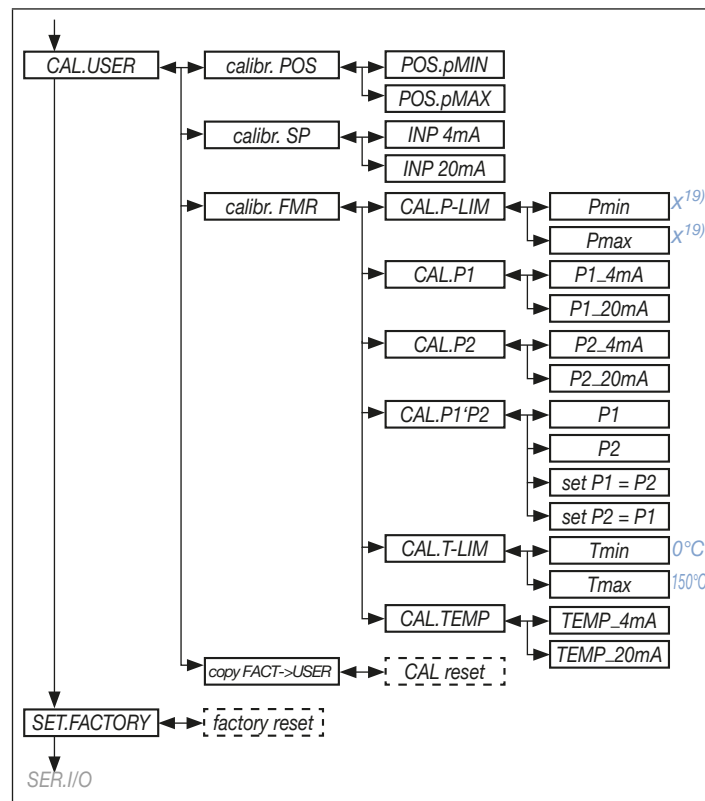 CAL.USER calibr. POS POS.pMIN
POS.pMAX
calibr. SP INP 4mA
INP 20mA
calibr. FMR CAL.P-LIM Pmin x19)
Pmax x19)
CAL.P1 P1_4mA
P1_20mA
CAL.P2 P2_4mA
P2_20mA
CAL.P1‘P2 P1
P2
set P1 = P2
set P2 = P1
CAL.T-LIM Tmin 0°C
Tmax 150°C
CAL.TEMP TEMP_4mA
TEMP_20mA
copy FACT->USER CAL reset
SET.FACTORY factory reset
SER.I/O